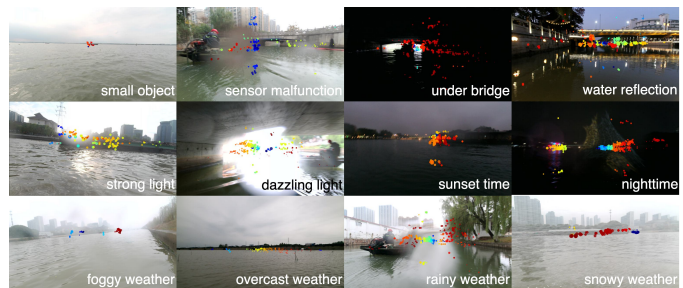 small object
sensor malfunction
under bridge
water reflection
strong light
dazzling light
sunset time
nighttime
foggy weather
overcast weather
rainy weather
snowy weather